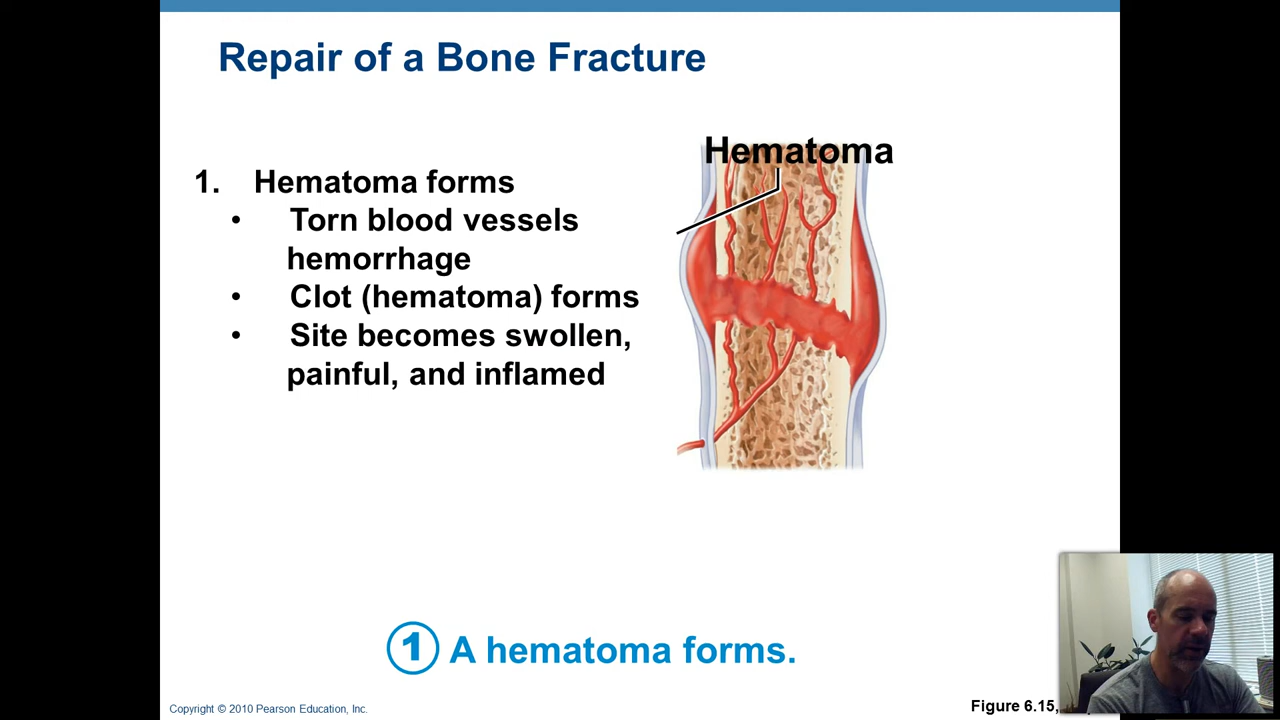 Repair of a Bone Fracture
Hematoma
1. Hematoma forms
• Torn blood vessels
hemorrhage
• Clot (hematoma) forms
• Site becomes swollen,
painful, and inflamed
1 A hematoma forms.
Copyright © 2010 Pearson Education, Inc.
Figure 6.15,